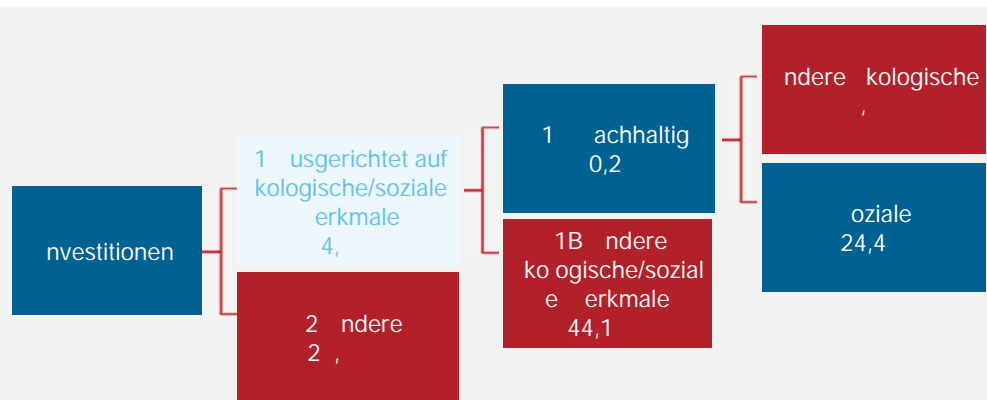 nvestitionen
1 usgerichtet auf
kologische/soziale
erkmale
4,
2 ndere
2 ,
1 achhaltig
0,2
1B ndere
ko ogische/sozial
e erkmale
44,1
ndere kologische
,
oziale
24,4